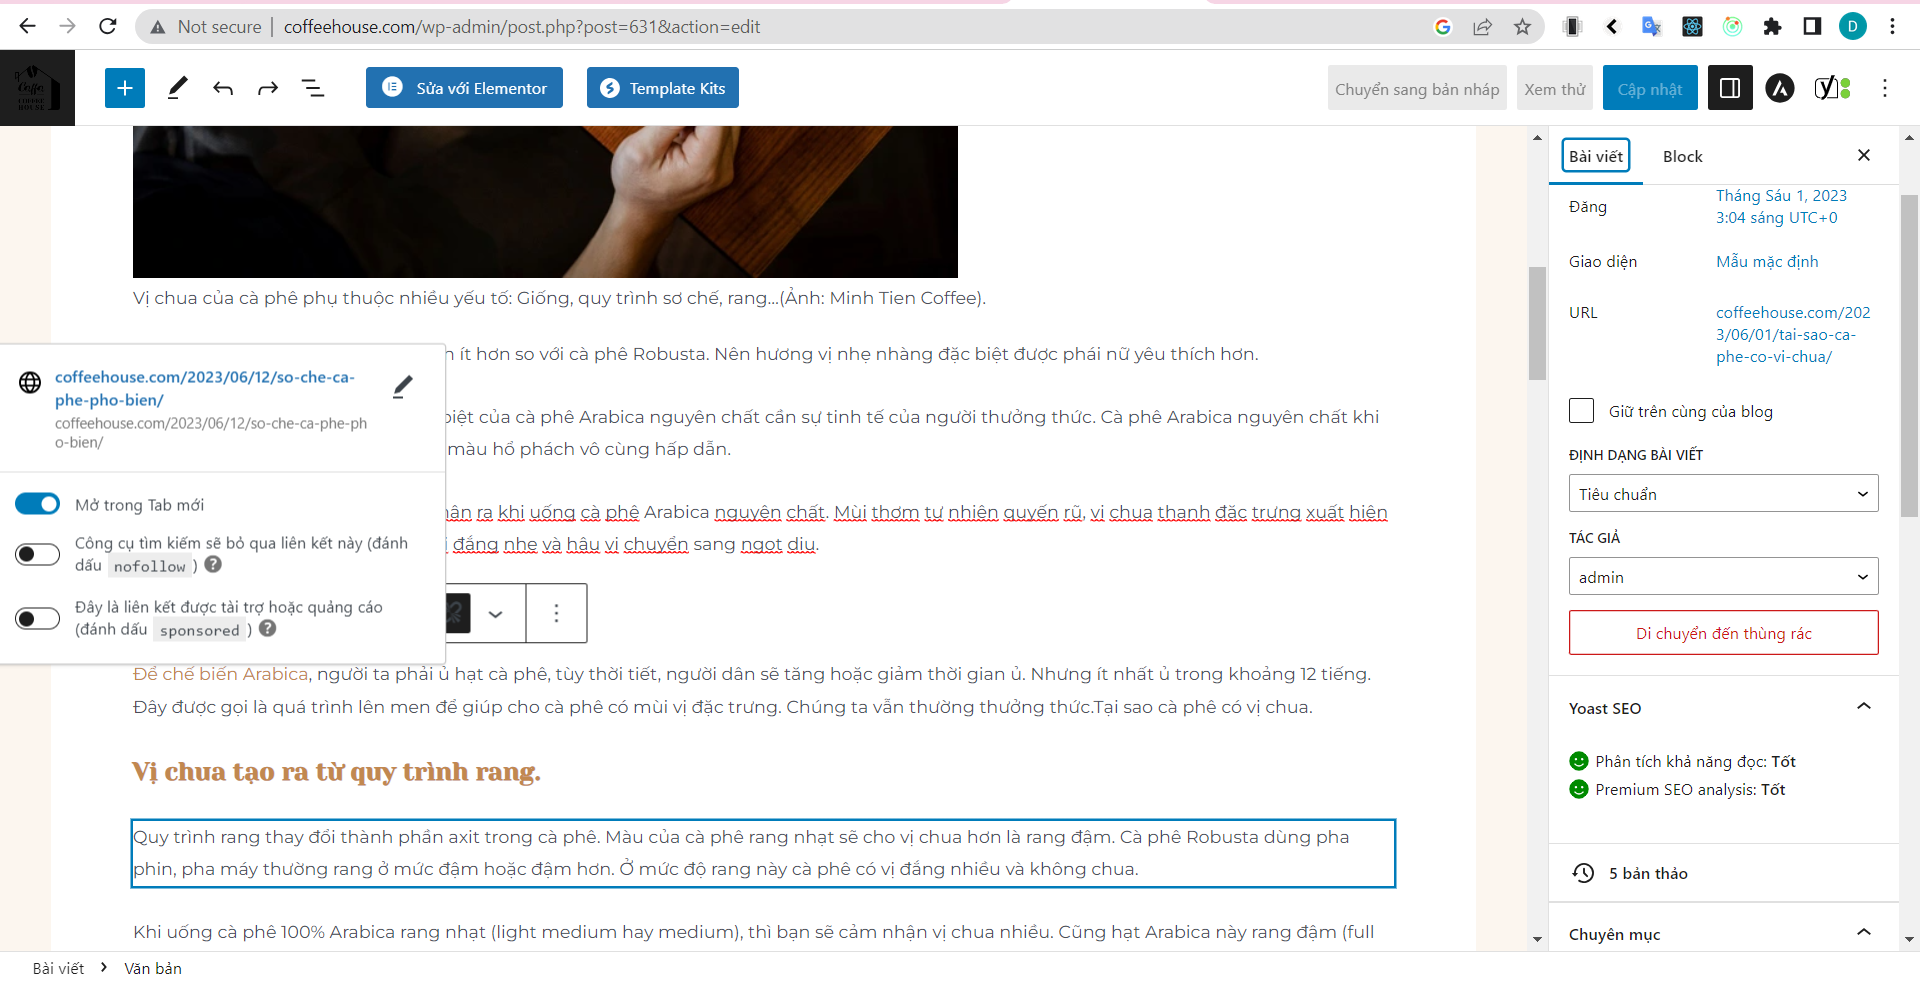 Not secure
coffeehouse.com/wp-admin/post.php?post=631&action=edit
D
Sửa với Elementor
Template Kits
Chuyển sang bản nháp
Xem thử
Cập nhật
Vị chua của cà phê phụ thuộc nhiều yếu tố: Giống, quy trình sơ chế, rang...(Ảnh: Minh Tien Coffee).
ít hơn so với cà phê Robusta. Nên hương vị nhẹ nhàng đặc biệt được phái nữ yêu thích hơn.
biệt của cà phê Arabica nguyên chất cần sự tinh tế của người thưởng thức. Cà phê Arabica nguyên chất khi
màu hổ phách vô cùng hấp dẫn.
ra khi uống cà phê Arabica nguyên chất. Mùi thơm tự nhiên quyến rũ, vị chua thanh đặc trưng xuất hiện
đắng nhẹ và hậu vị chuyển sang ngọt dịu.
coffeehouse.com/2023/06/12/so-che-ca-
phe-pho-bien/
coffeehouse.com/2023/06/12/so-che-ca-phe-ph
o-bien/
Mở trong Tab mới
Công cụ tìm kiếm sẽ bỏ qua liên kết này (đánh
dấu nofollow )
Đây là liên kết được tài trợ hoặc quảng cáo
(đánh dấu sponsored )
Để chế biến Arabica, người ta phải ủ hạt cà phê, tùy thời tiết, người dân sẽ tăng hoặc giảm thời gian ủ. Nhưng ít nhất ủ trong khoảng 12 tiếng.
Đây được gọi là quá trình lên men để giúp cho cà phê có mùi vị đặc trưng. Chúng ta vẫn thường thưởng thức.Tại sao cà phê có vị chua.
Vị chua tạo ra từ quy trình rang.
Quy trình rang thay đổi thành phần axit trong cà phê. Màu của cà phê rang nhạt sẽ cho vị chua hơn là rang đậm. Cà phê Robusta dùng pha
phin, pha máy thường rang ở mức đậm hoặc đậm hơn. Ở mức độ rang này cà phê có vị đắng nhiều và không chua.
Khi uống cà phê 100% Arabica rang nhạt (light medium hay medium), thì bạn sẽ cảm nhận vị chua nhiều. Cũng hạt Arabica này rang đậm (full
Bài viết
Block
Đăng
Tháng Sáu 1, 2023
3:04 sáng UTC+0
Giao diện
Mẫu mặc định
URL
coffeehouse.com/202
3/06/01/tai-sao-ca-
phe-co-vi-chua/
Giữ trên cùng của blog
ĐỊNH DẠNG BÀI VIẾT
Tiêu chuẩn
TÁC GIẢ
admin
Di chuyển đến thùng rác
Yoast SEO
Phân tích khả năng đọc: Tốt
Premium SEO analysis: Tốt
5 bản thảo
Chuyên mục
Bài viết
Văn bản